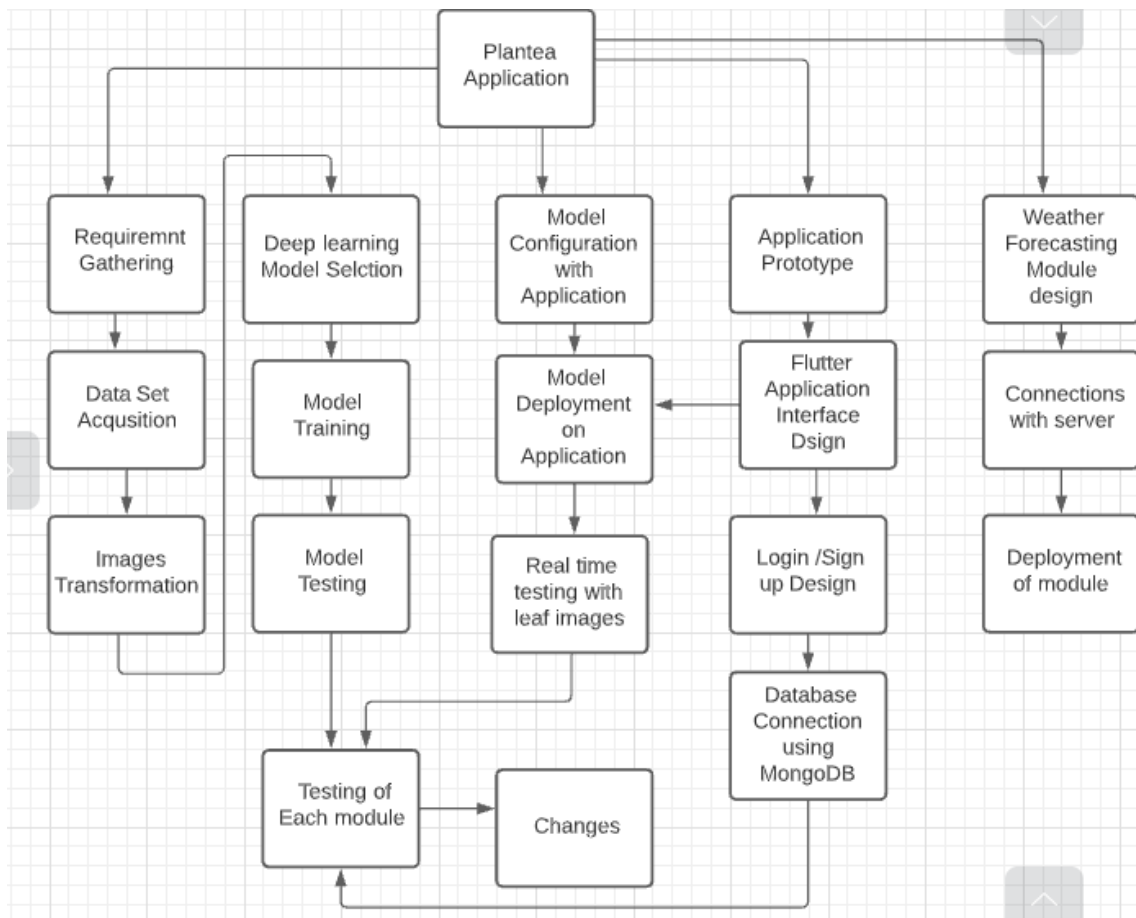 Plantea
Application
Requiremnt
Gathering
Data Set
Acqusition
Images
Transformation
Deep learning
Model Selction
Model
Training
Model
Testing
Testing of
Each module
Changes
Model
Configuration
with
Application
Model
Deployment
on
Application
Real time
testing with
leaf images
Application
Prototype
Flutter
Application
Interface
Dsign
Login /Sign
up Design
Database
Connection
using
MongoDB
Weather
Forecasting
Module
design
Connections
with server
Deployment
of module